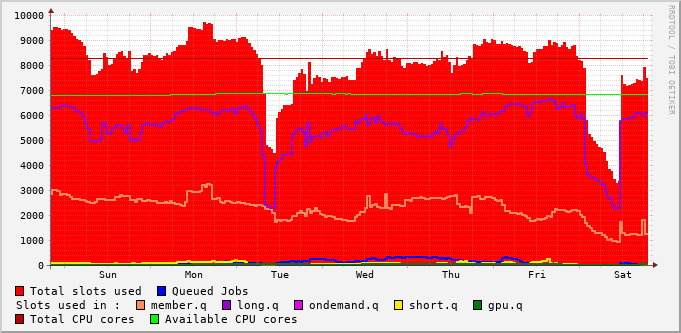 10000
9000
8000
7000
6000
5000
4000
3000
2000
1000
0
Sun Mon Tue Wed Thu Fri Sat
RRDTOOL / TOBI OETIKER
Total slots used Queued Jobs
Slots used in : member.q long.q ondemand.q short.q gpu.q
Total CPU cores Available CPU cores